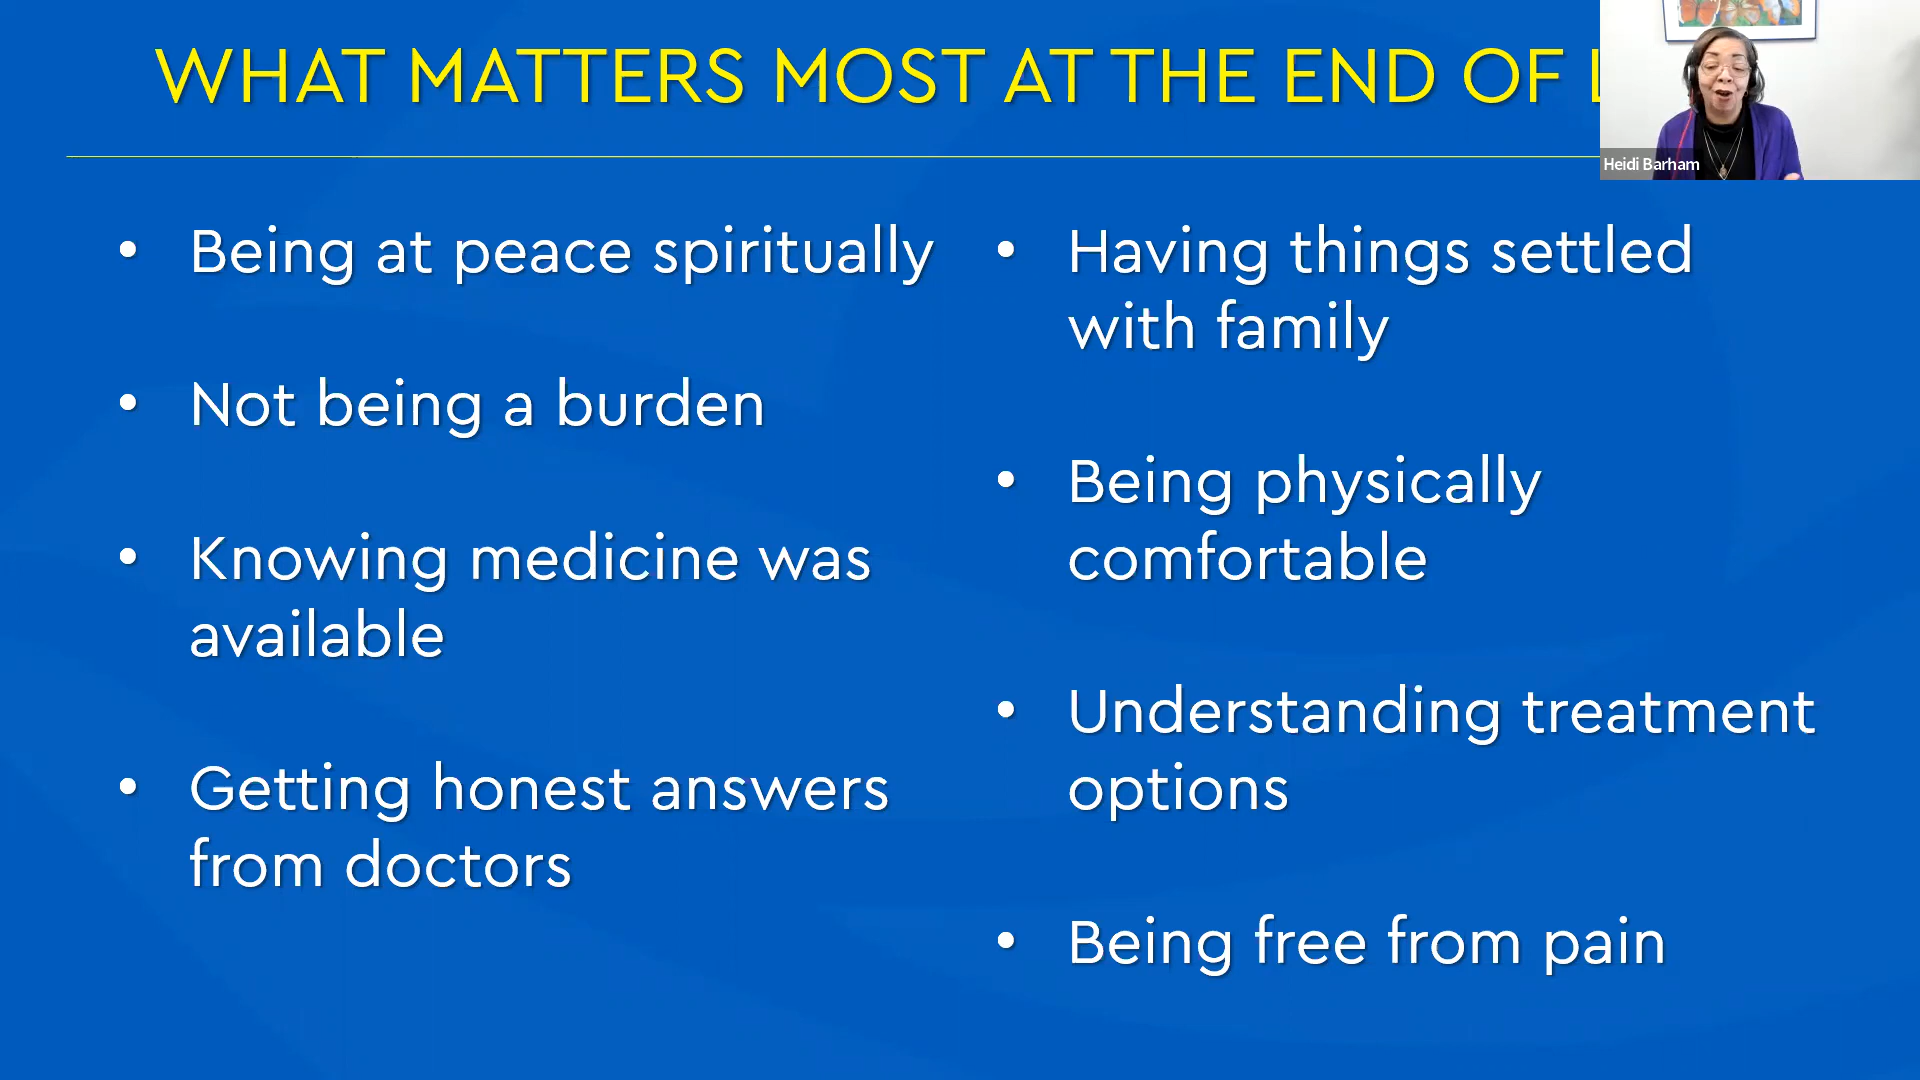 WHAT MATTERS MOST AT THE END OF
Heidi Barham
• Being at peace spiritually
• Not being a burden
• Knowing medicine was
available
• Getting honest answers
from doctors
• Having things settled
with family
• Being physically
comfortable
• Understanding treatment
options
• Being free from pain